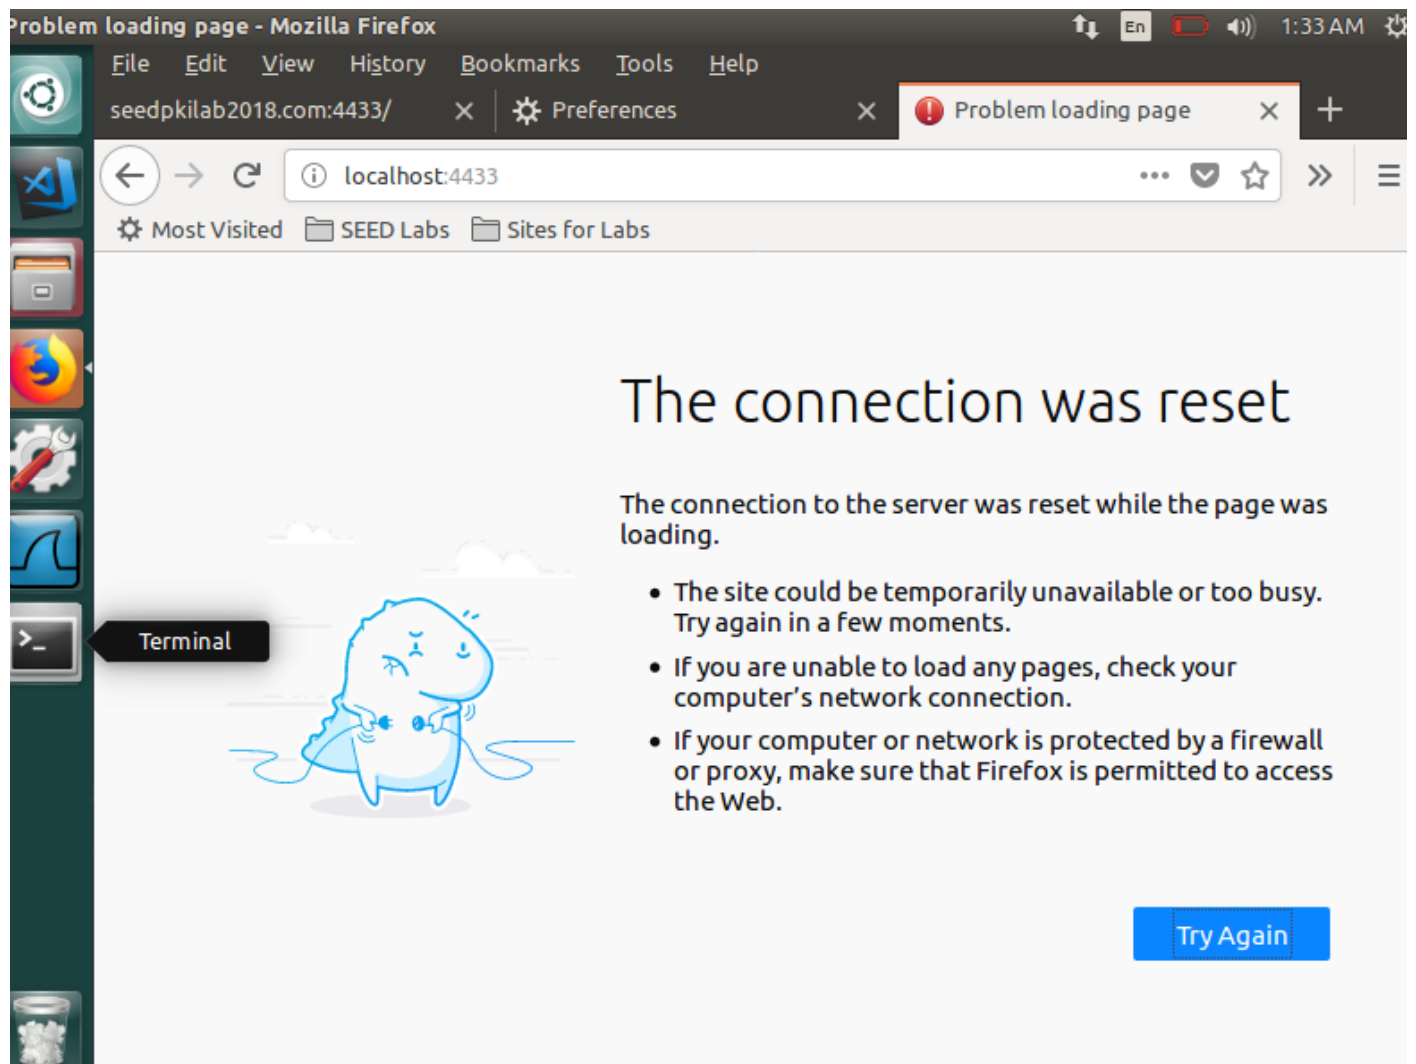 Problem loading page - Mozilla Firefox
En
1:33 AM
File Edit View History Bookmarks Tools Help
seedpkilab2018.com:4433/
Preferences
Problem loading page
localhost:4433
Most Visited
SEED Labs
Sites for Labs
The connection was reset
The connection to the server was reset while the page was
loading.
• The site could be temporarily unavailable or too busy.
Try again in a few moments.
• If you are unable to load any pages, check your
computer’s network connection.
• If your computer or network is protected by a firewall
or proxy, make sure that Firefox is permitted to access
the Web.
Terminal
Try Again